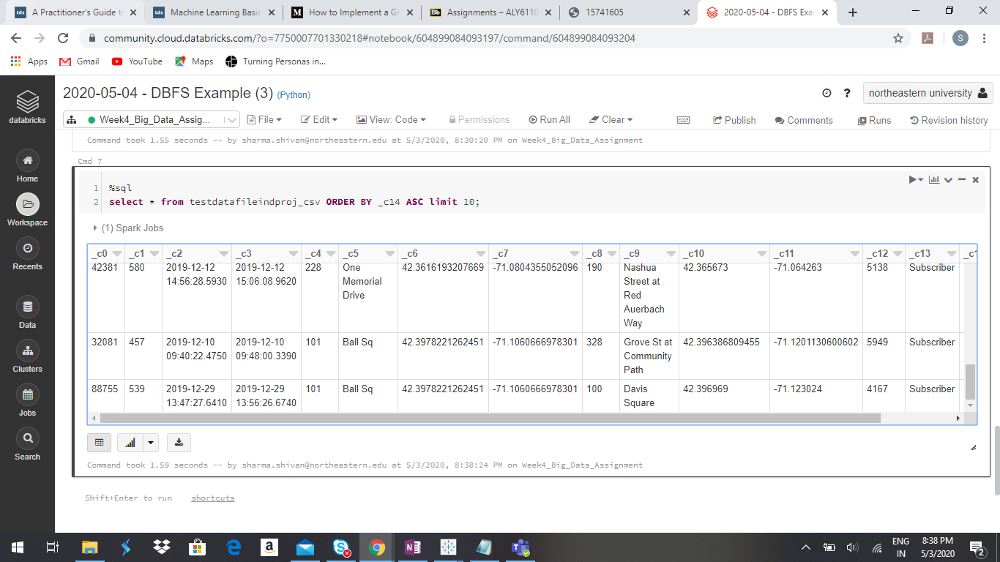 A Practitioner's Guide to
Machine Learning Basic
How to Implement a Gr
Assignments – ALY6110
15741605
2020-05-04 - DBFS Exam
community.cloud.databricks.com/?o=7750007701330218#notebook/604899084093197/command/604899084093204
S
Apps
Gmail
YouTube
Maps
Turning Personas in...
databricks
Home
Workspace
Recents
Data
Clusters
Jobs
Search
2020-05-04 - DBFS Example (3) (Python)
northeastern university
Week4_Big_Data_Assig...
File
Edit
View: Code
Permissions
Run All
Clear
Publish
Comments
Runs
Revision history
Command took 1.55 seconds -- by sharma.shivan@northeastern.edu at 5/3/2020, 8:30:20 PM on Week4_Big_Data_Assignment
Cmd 7
1 %sql
2 select * from testdatafileindproj_csv ORDER BY _c14 ASC limit 10;
(1) Spark Jobs
_c0 _c1 _c2 _c3 _c4 _c5 _c6 _c7 _c8 _c9 _c10 _c11 _c12 _c13
42381 580 2019-12-12 2019-12-12 228 One 42.3616193207669 -71.0804355052096 190 Nashua 42.365673 -71.064263 5138 Subscriber
14:56:28.5930 15:06:08.9620 Memorial Street at
Drive Red
Auerbach
Way
32081 457 2019-12-10 2019-12-10 101 Ball Sq 42.3978221262451 -71.1060666978301 328 Grove St at 42.396386809455 -71.1201130600602 5949 Subscriber
09:40:22.4750 09:48:00.3390 Community
Path
88755 539 2019-12-29 2019-12-29 101 Ball Sq 42.3978221262451 -71.1060666978301 100 Davis 42.396969 -71.123024 4167 Subscriber
13:47:27.6410 13:56:26.6740 Square
Command took 1.59 seconds -- by sharma.shivan@northeastern.edu at 5/3/2020, 8:38:24 PM on Week4_Big_Data_Assignment
Shift+Enter to run shortcuts
ENG
IN
8:38 PM
5/3/2020
2